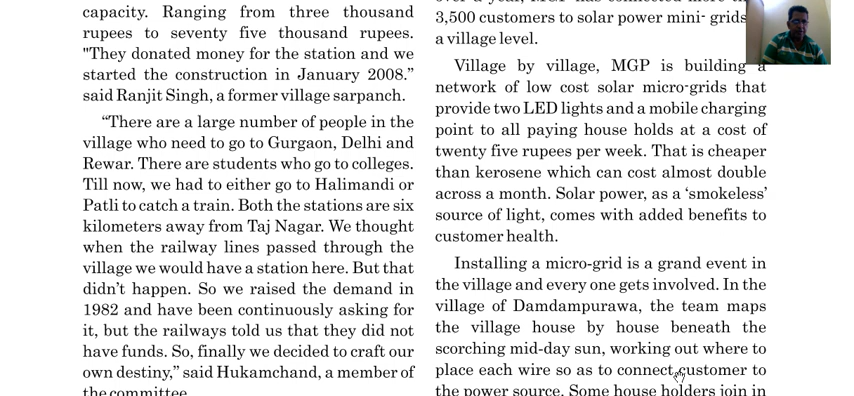 capacity. Ranging from three thousand
rupees to seventy five thousand rupees.
"They donated money for the station and we
started the construction in January 2008.”
said Ranjit Singh, a former village sarpanch.
“There are a large number of people in the
village who need to go to Gurgaon, Delhi and
Rewar. There are students who go to colleges.
Till now, we had to either go to Halimandi or
Patli to catch a train. Both the stations are six
kilometers away from Taj Nagar. We thought
when the railway lines passed through the
village we would have a station here. But that
didn’t happen. So we raised the demand in
1982 and have been continuously asking for
it, but the railways told us that they did not
have funds. So, finally we decided to craft our
own destiny,” said Hukamchand, a member of
the committee.
3,500 customers to solar power mini- grids
a village level.
Village by village, MGP is building a
network of low cost solar micro-grids that
provide two LED lights and a mobile charging
point to all paying house holds at a cost of
twenty five rupees per week. That is cheaper
than kerosene which can cost almost double
across a month. Solar power, as a ‘smokeless’
source of light, comes with added benefits to
customer health.
Installing a micro-grid is a grand event in
the village and every one gets involved. In the
village of Damdampurawa, the team maps
the village house by house beneath the
scorching mid-day sun, working out where to
place each wire so as to connect customer to
the power source. Some house holders join in